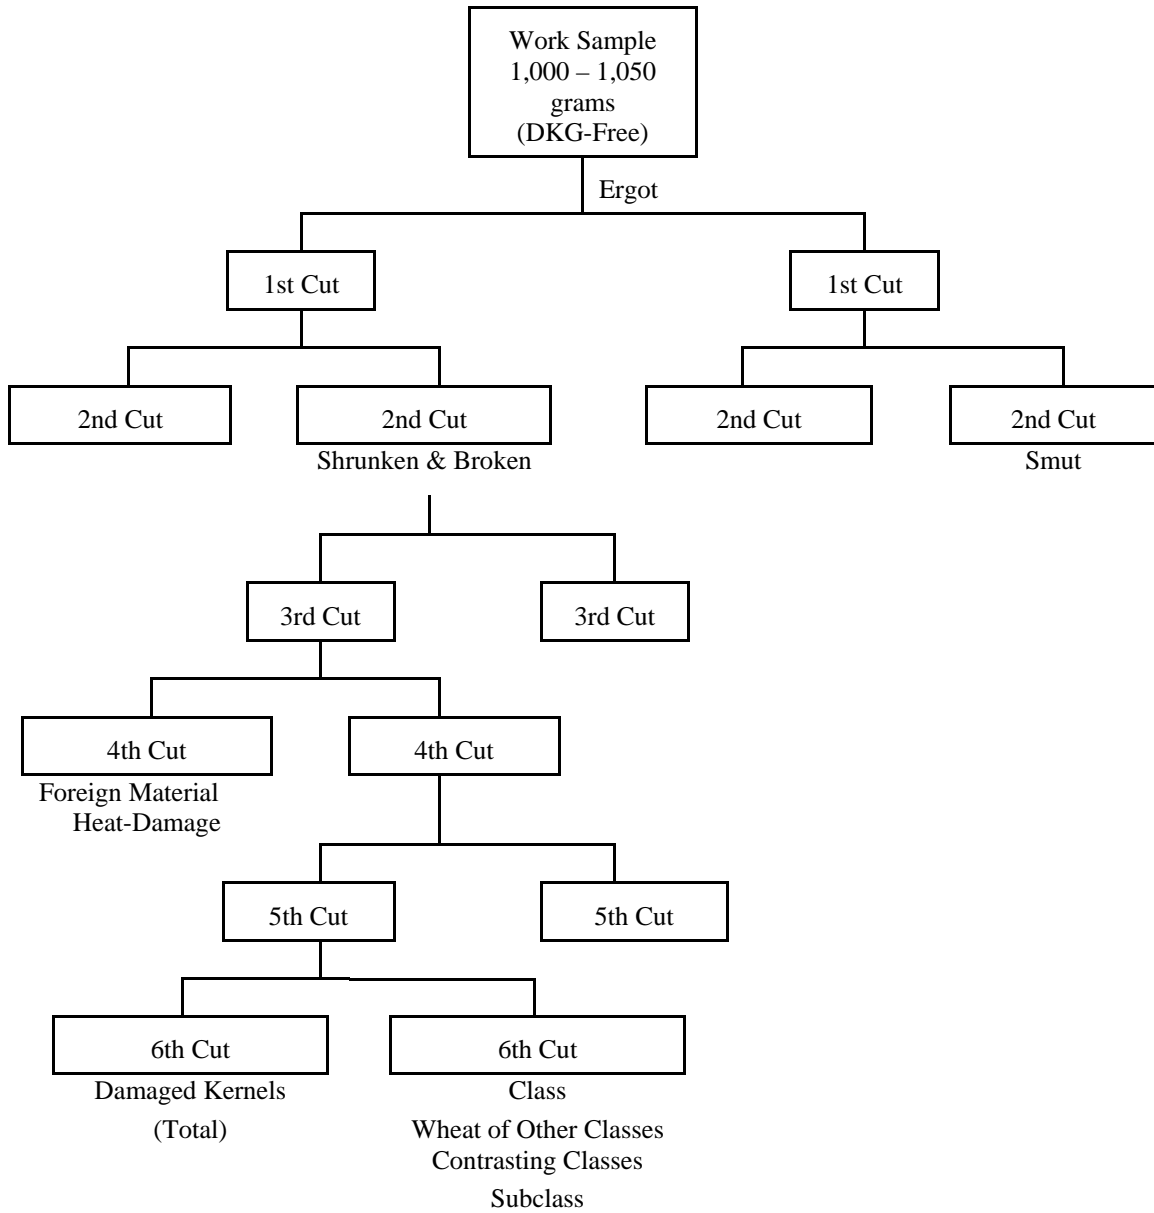 Work Sample
1,000 – 1,050
grams
(DKG-Free)
Ergot
1st Cut
1st Cut
2nd Cut
2nd Cut
2nd Cut
2nd Cut
Shrunken & Broken
Smut
3rd Cut
3rd Cut
4th Cut
4th Cut
Foreign Material
Heat-Damage
5th Cut
5th Cut
6th Cut
6th Cut
Damaged Kernels
(Total)
Class
Wheat of Other Classes
Contrasting Classes
Subclass